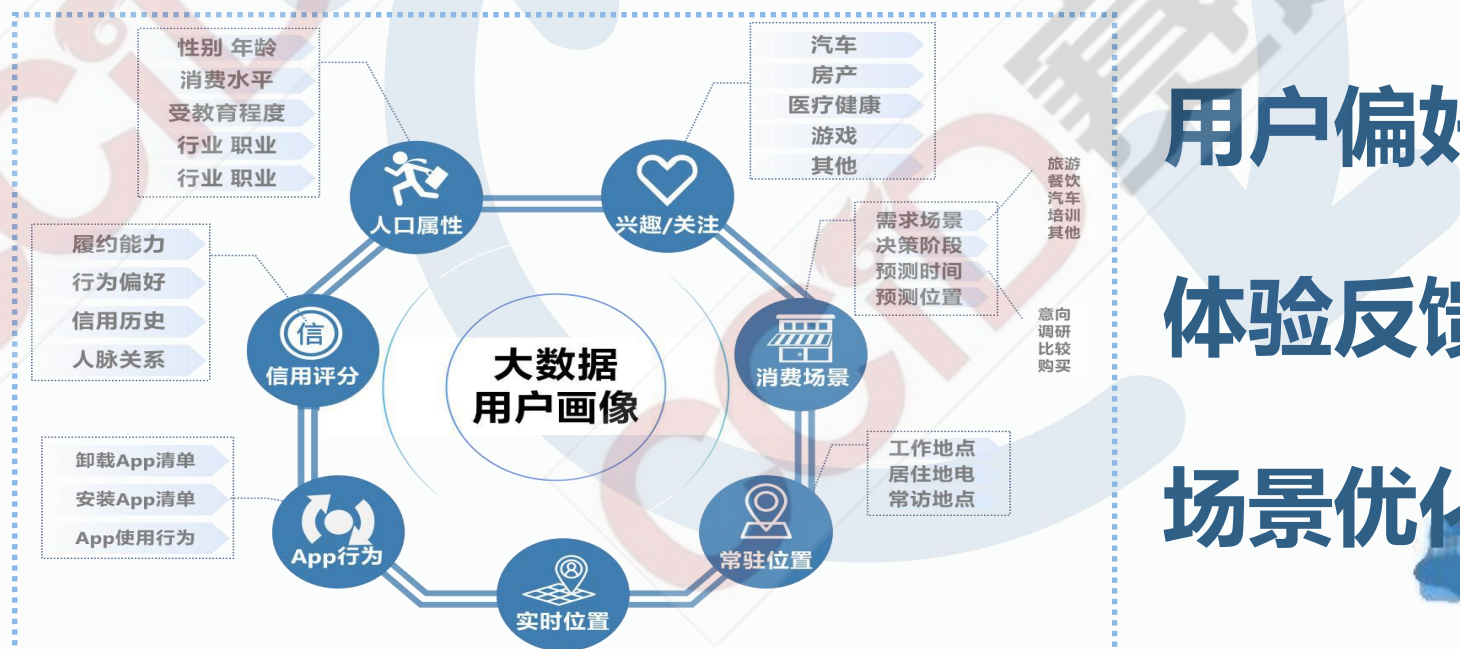 性别 年龄
消费水平
受教育程度
行业 职业
行业 职业
人口属性
汽车
房产
医疗健康
游戏
其他
兴趣/关注
旅游
餐饮
汽车
培训
其他
需求场景
决策阶段
预测时间
预测位置
意向
调研
比较
购买
消费场景
履约能力
行为偏好
信用历史
人脉关系
信
信用评分
大数据
用户画像
工作地点
居住地电
常访地点
常驻位置
卸载App清单
安装App清单
App使用行为
App行为
实时位置
用户偏好
体验反馈
场景优化
CCID